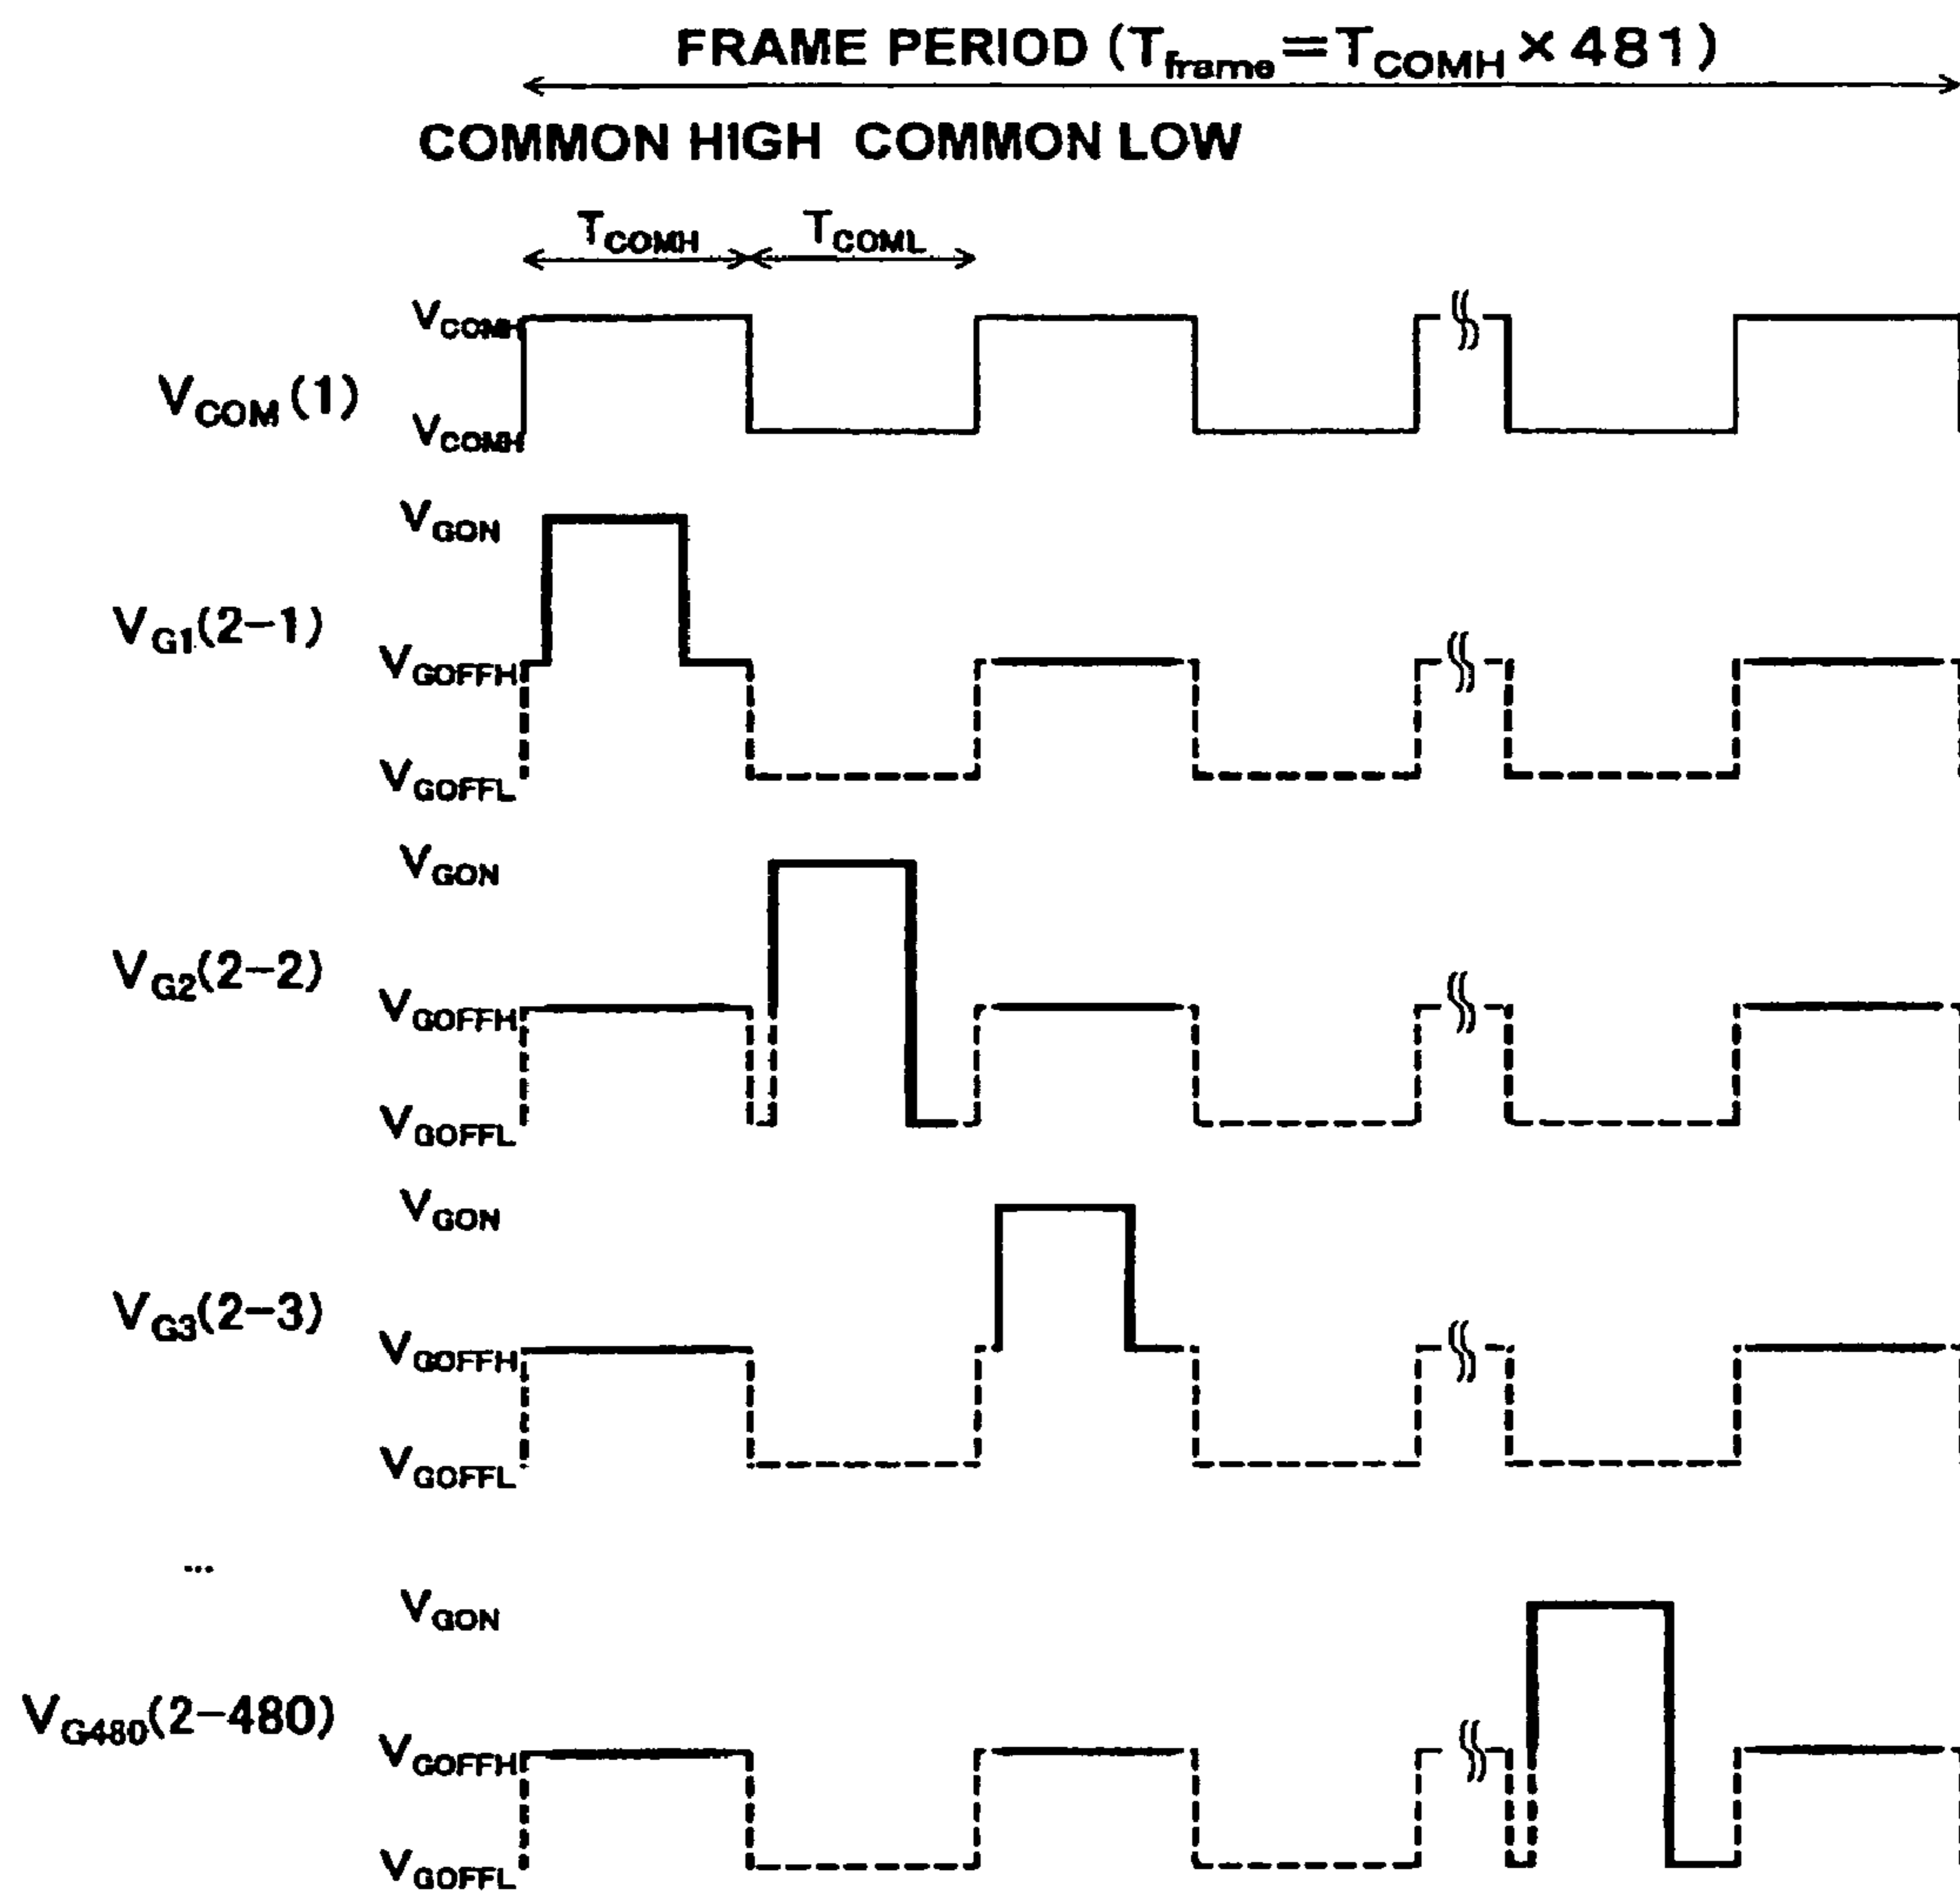 FRAME PERIOD (Tframe=TCOMH×481)
COMMON HIGH COMMON LOW
TCOMH TCOML
VCOMH
VCOM(1)
VCOMH
VGON
VG1(2-1)
VGOFFH
VGOFFL
VGON
VG2(2-2)
VGOFFH
VGOFFL
VGON
VG3(2-3)
VGOFFH
VGOFFL
...
VGON
VG480(2-480)
VGOFFH
VGOFFL